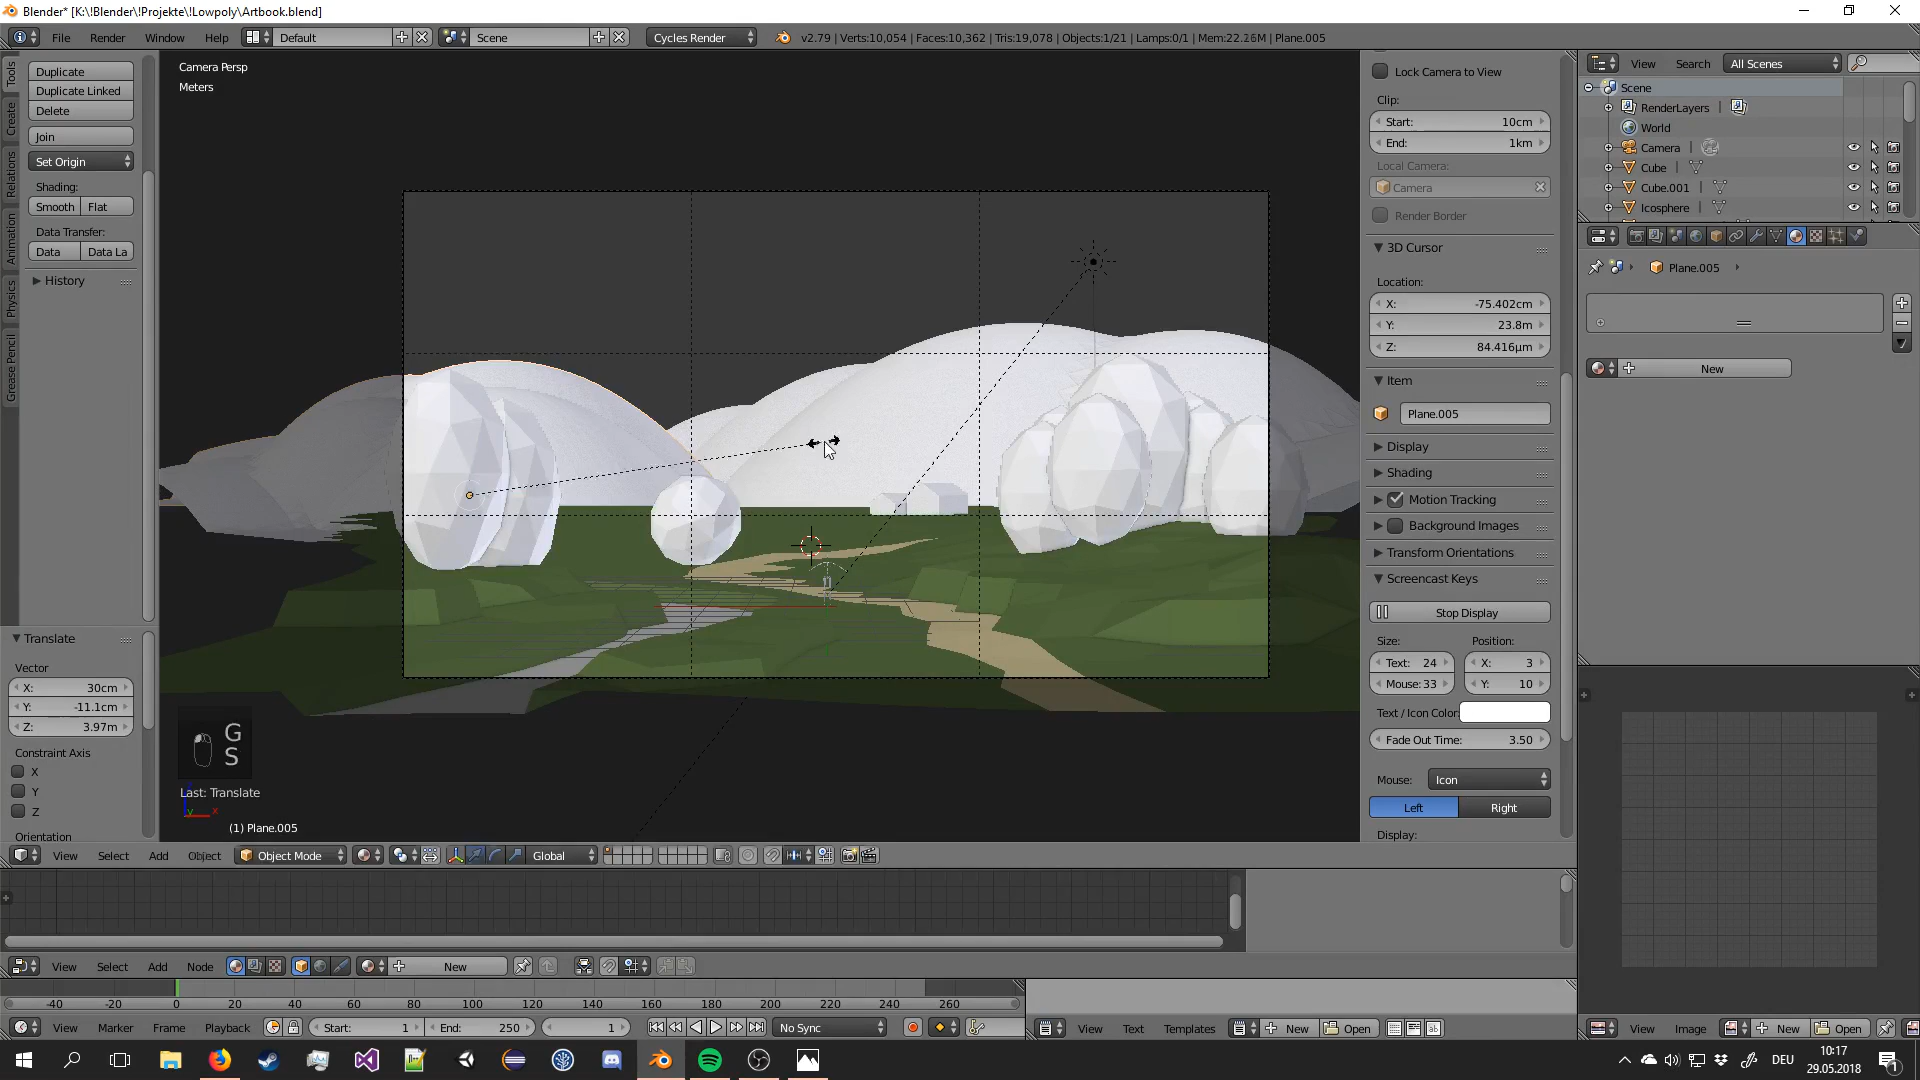 Blender* [K:\!Blender\!Projekte\!Lowpoly\Artbook.blend]
File Render Window Help Default Scene Cycles Render v2.79 | Verts:10,054 | Faces:10,362 | Tris:19,078 | Objects:1/21 | Lamps:0/1 | Mem:22.26M | Plane.005
Tools
Create
Relations
Animation
Physics
Grease Pencil
Duplicate
Duplicate Linked
Delete
Join
Set Origin
Shading:
Smooth Flat
Data Transfer:
Data Data La
History
Translate
Vector
X: 30cm
Y: -11.1cm
Z: 3.97m
Constraint Axis
X
Y
Z
Orientation
Camera Persp
Meters
G
S
Last: Translate
(1) Plane.005
View Select Add Object Object Mode Global
Lock Camera to View
Clip:
Start: 10cm
End: 1km
Local Camera:
Camera
Render Border
3D Cursor
Location:
X: -75.402cm
Y: 23.8m
Z: 84.416µm
Item
Plane.005
Display
Shading
Motion Tracking
Background Images
Transform Orientations
Screencast Keys
Stop Display
Size: Position:
Text: 24 X: 3
Mouse: 33 Y: 10
Text / Icon Color:
Fade Out Time: 3.50
Mouse: Icon
Left Right
Display:
View Search All Scenes
Scene
RenderLayers
World
Camera
Cube
Cube.001
Icosphere
Plane.005
New
View Select Add Node New
-40 -20 0 20 40 60 80 100 120 140 160 180 200 220 240 260
View Marker Frame Playback Start: 1 End: 250 1 No Sync
View Text Templates New Open
View Image New Open
DEU
10:17
29.05.2018
1